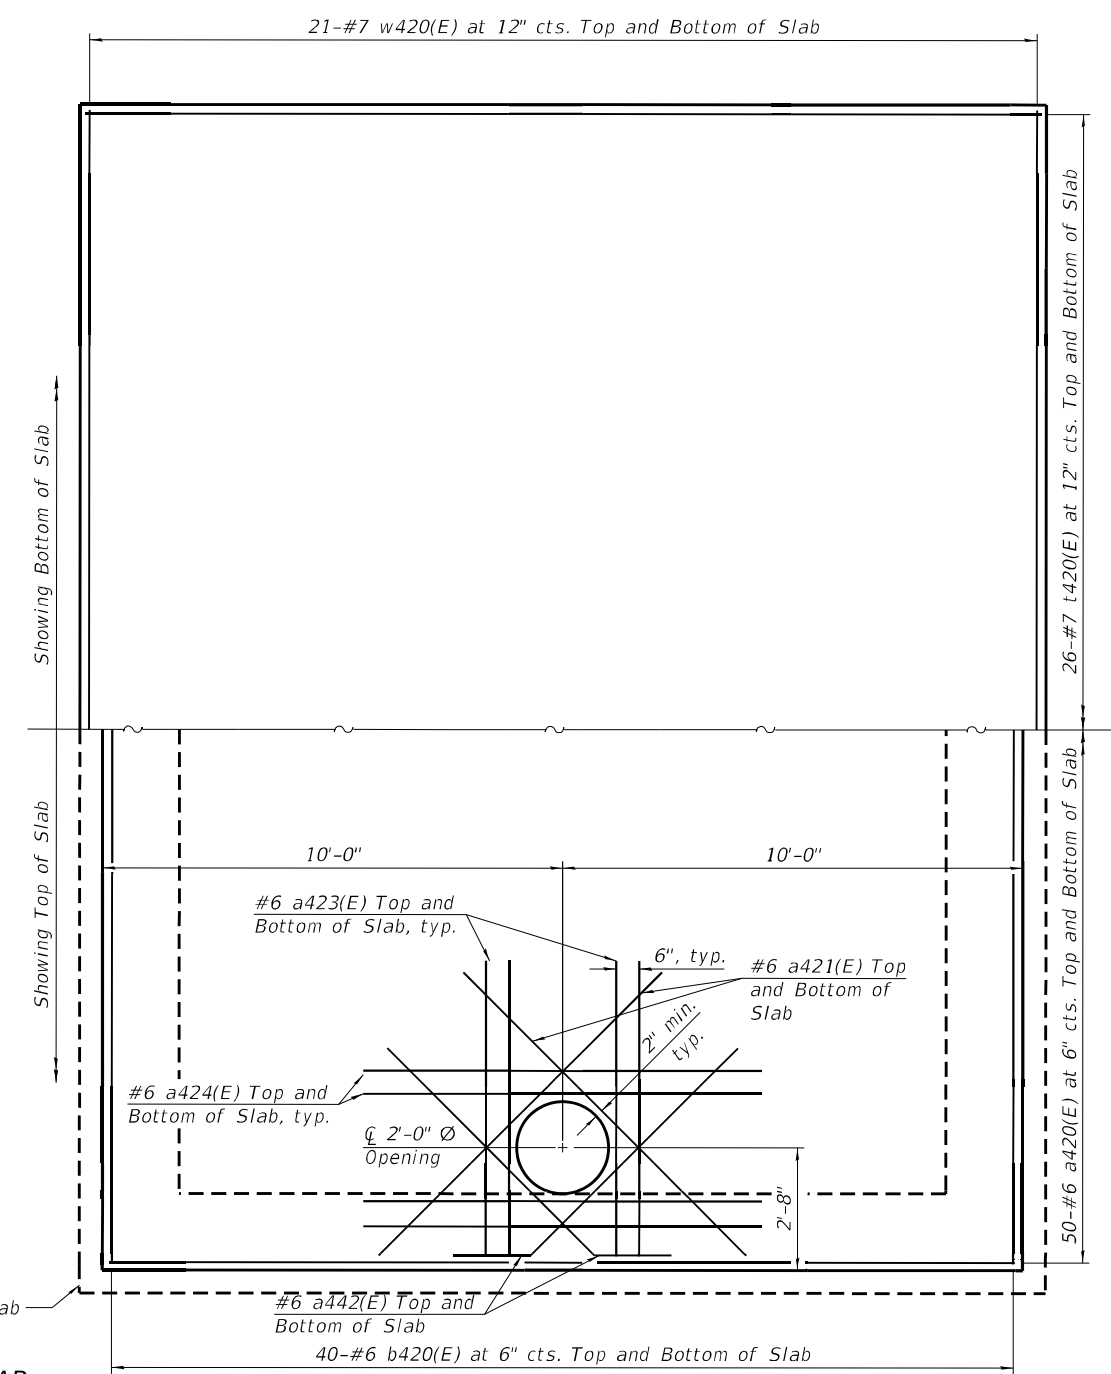 21-#7 w420(E) at 12" cts. Top and Bottom of Slab
26-#7 t420(E) at 12" cts. Top and Bottom of Slab
Showing Bottom of Slab
Showing Top of Slab
50-#6 a420(E) at 6" cts. Top and Bottom of Slab
10'-0"
10'-0"
#6 a423(E) Top and
Bottom of Slab, typ.
6", typ.
#6 a421(E) Top
and Bottom of
Slab
2" min.
typ.
#6 a424(E) Top and
Bottom of Slab, typ.
℄ 2'-0" Ø
Opening
2'-8"
#6 a442(E) Top and
Bottom of Slab
40-#6 b420(E) at 6" cts. Top and Bottom of Slab